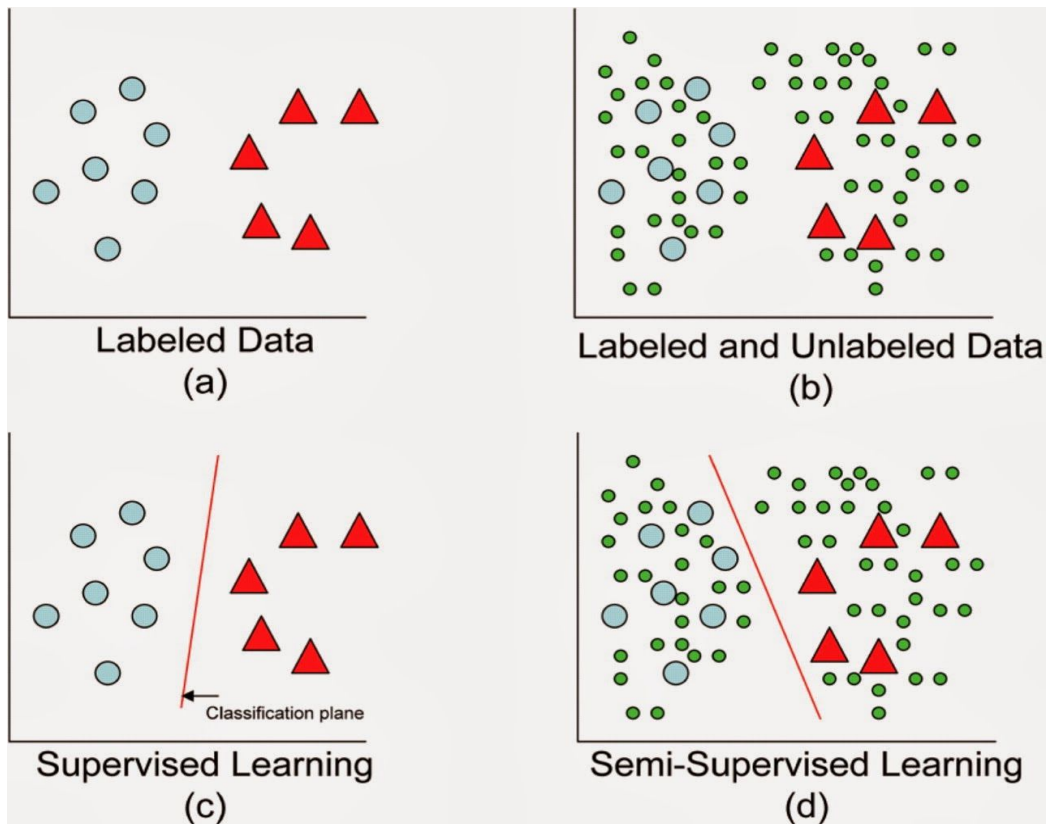 Labeled Data
(a)
Labeled and Unlabeled Data
(b)
Classification plane
Supervised Learning
(c)
Semi-Supervised Learning
(d)